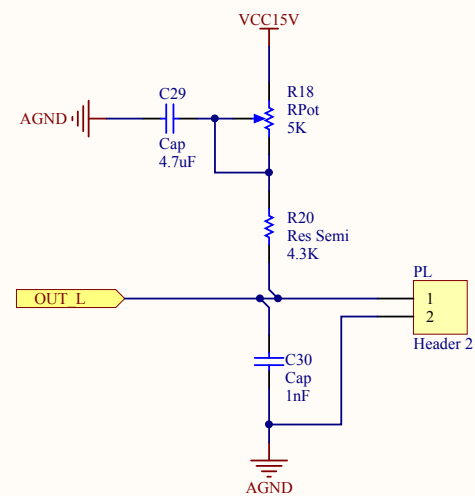 VCC15V
C29
R18
RPot
5K
AGND
Cap
4.7uF
R20
Res Semi
4.3K
PL
OUT_L
1
2
Header 2
C30
Cap
1nF
AGND